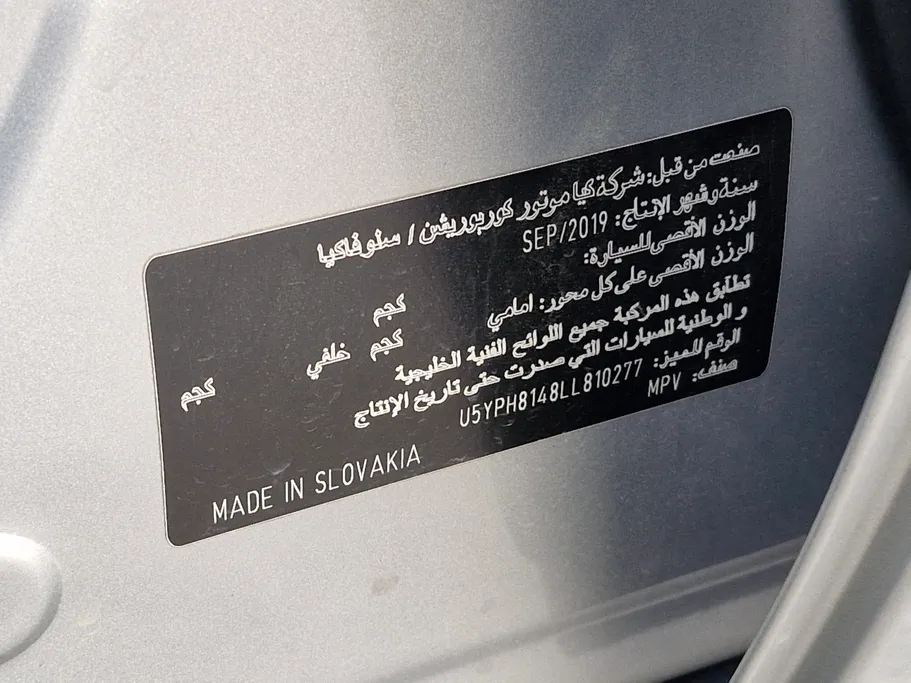 صنعت من قبل: شركة كيا موتور كوربوريشن / سلوفاكيا
سنة وشهر الإنتاج: SEP/2019
الوزن الأقصى للسيارة: كجم
الوزن الأقصى على كل محور: امامي كجم خلفي كجم
تطابق هذه المركبة جميع اللوائح الفنية الخليجية
و الوطنية للسيارات التي صدرت حتى تاريخ الإنتاج
الرقم المميز: U5YPH8148LL810277
صنف: MPV
MADE IN SLOVAKIA